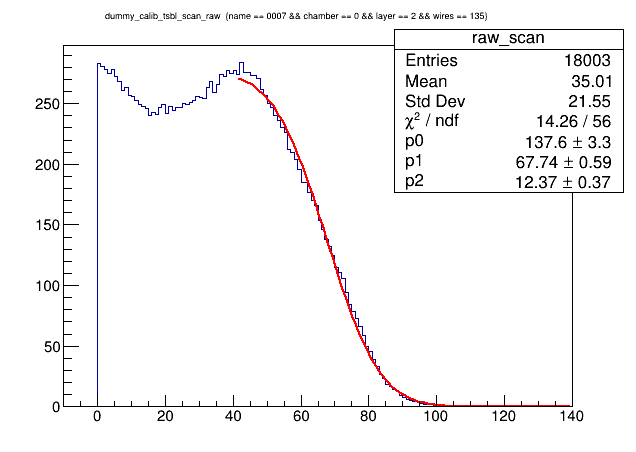 dummy_calib_tsbl_scan_raw (name == 0007 && chamber == 0 && layer == 2 && wires == 135)
raw_scan
Entries 18003
Mean 35.01
Std Dev 21.55
χ² / ndf 14.26 / 56
p0 137.6 ± 3.3
p1 67.74 ± 0.59
p2 12.37 ± 0.37
250
200
150
100
50
0
0 20 40 60 80 100 120 140